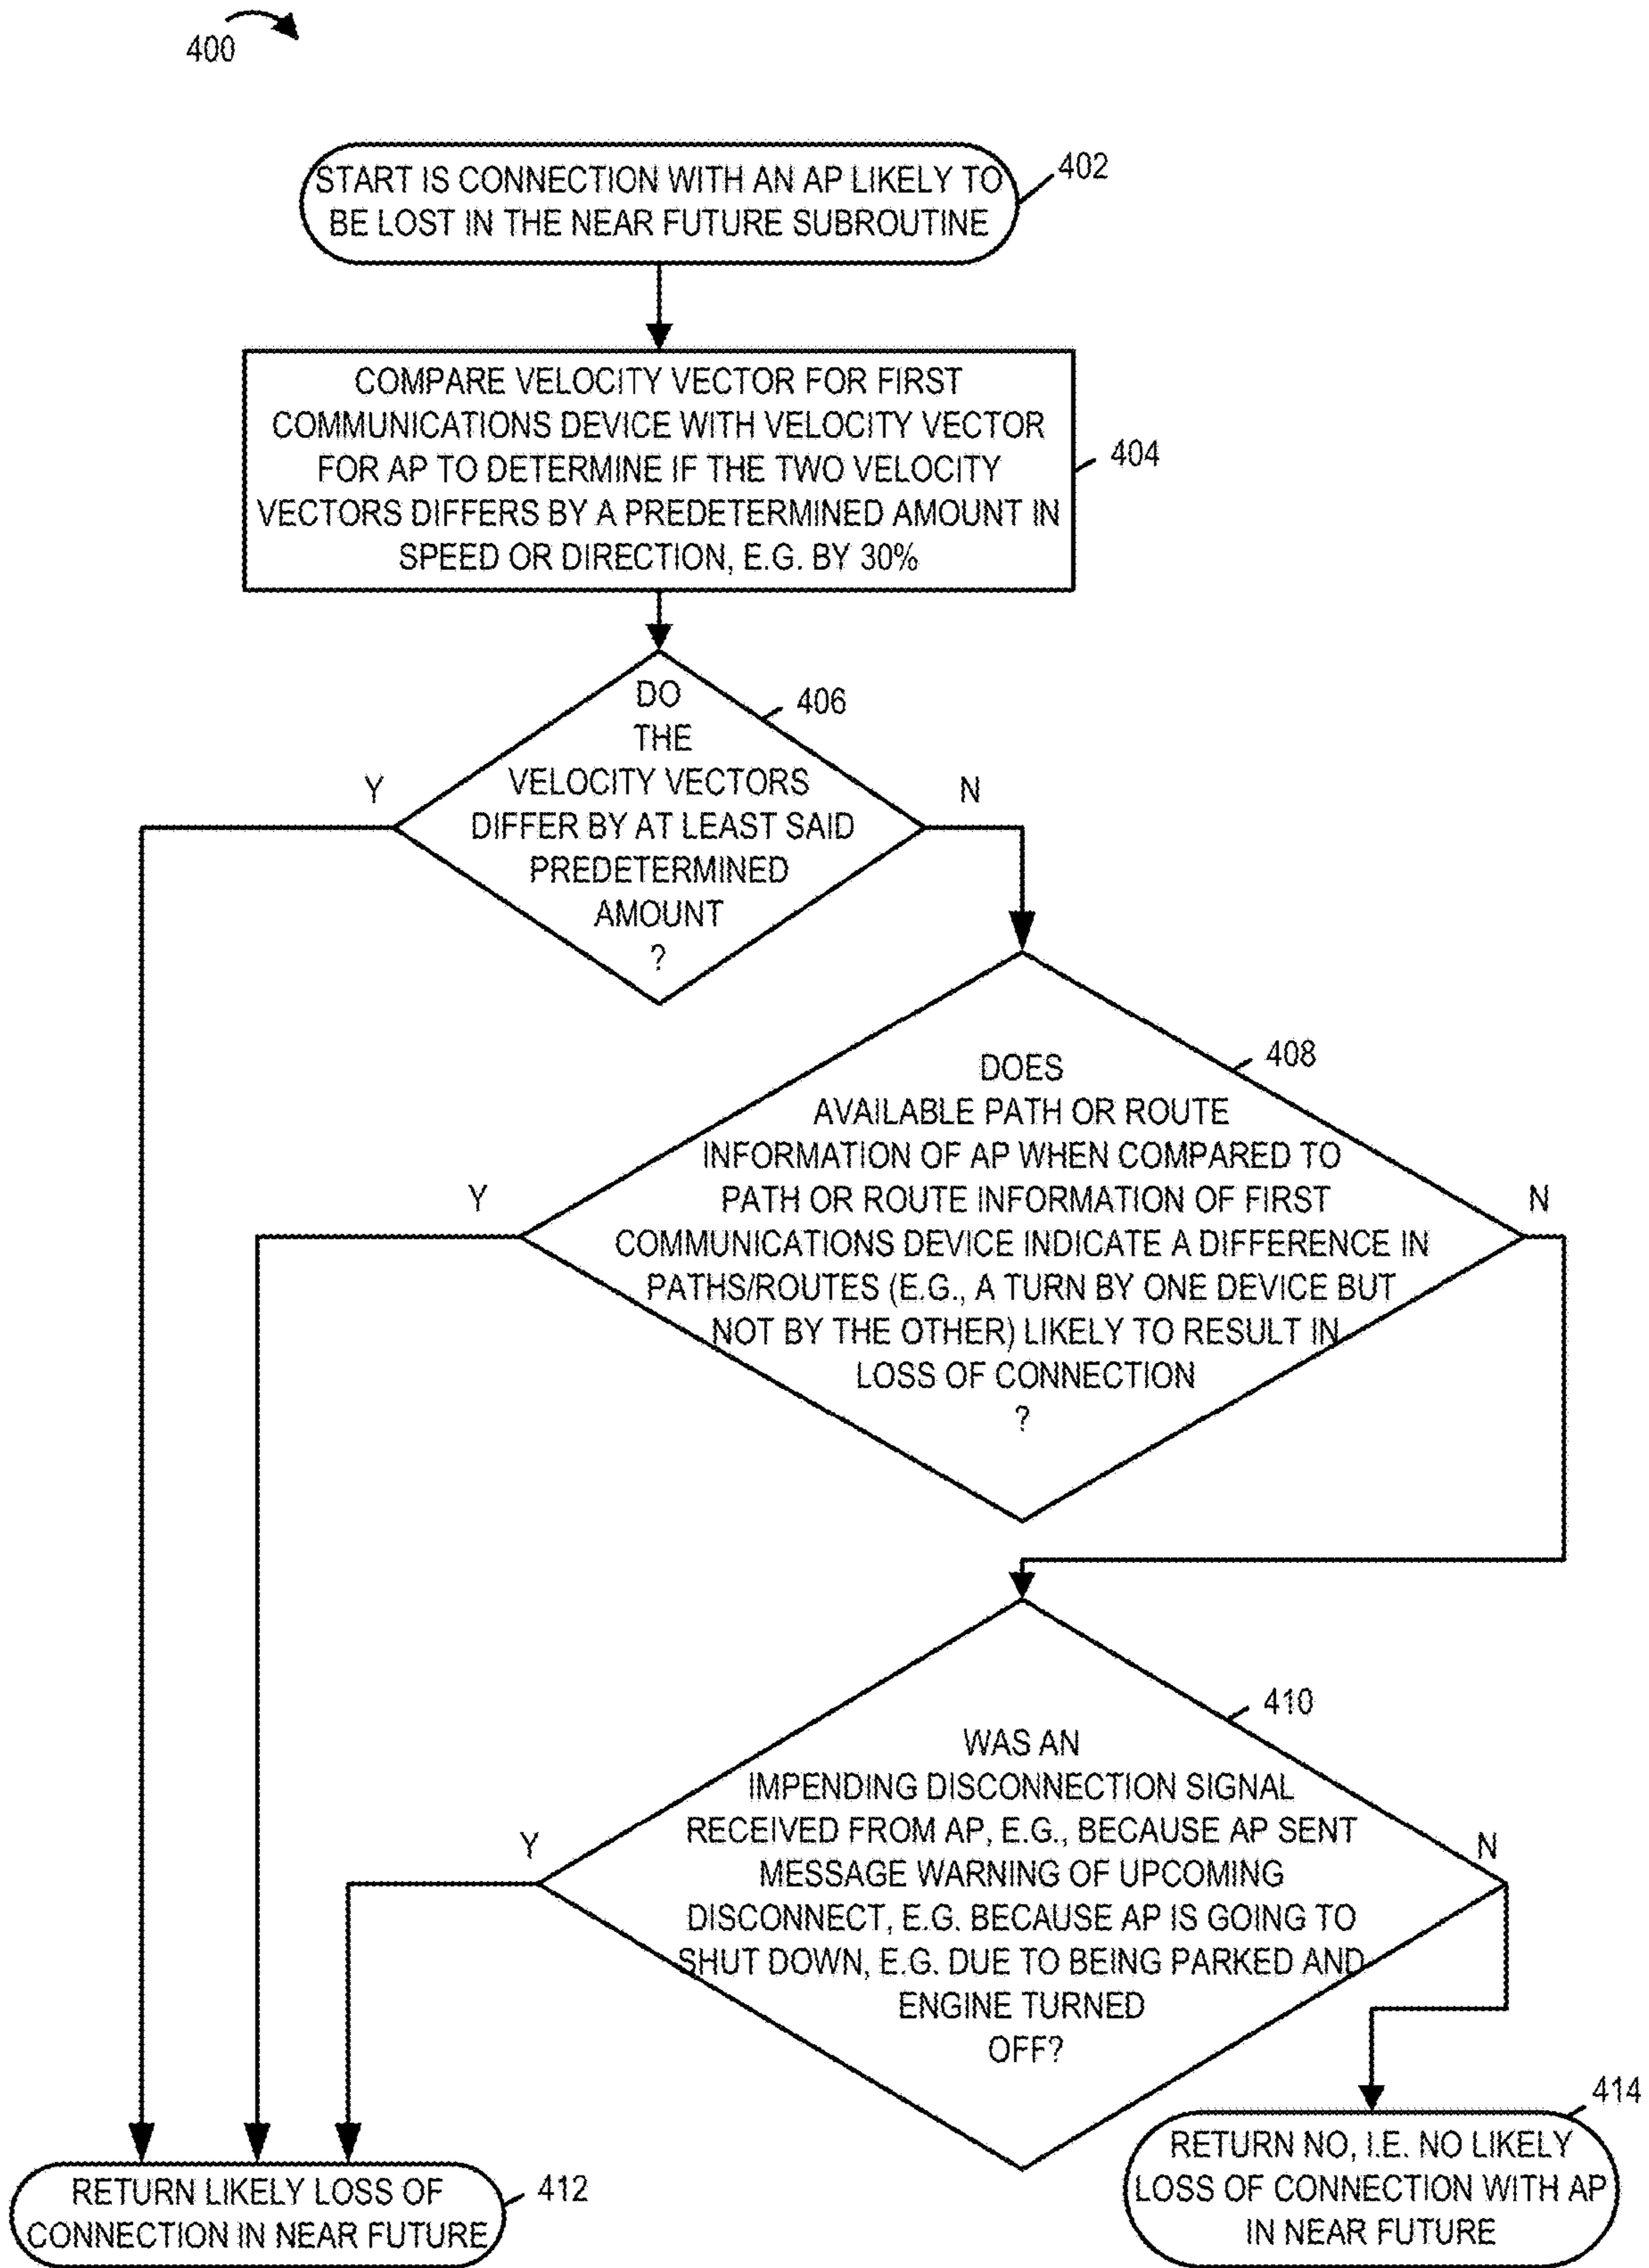 400
START IS CONNECTION WITH AN AP LIKELY TO
BE LOST IN THE NEAR FUTURE SUBROUTINE
402
COMPARE VELOCITY VECTOR FOR FIRST
COMMUNICATIONS DEVICE WITH VELOCITY VECTOR
FOR AP TO DETERMINE IF THE TWO VELOCITY
VECTORS DIFFERS BY A PREDETERMINED AMOUNT IN
SPEED OR DIRECTION, E.G. BY 30%
404
DO
THE
VELOCITY VECTORS
DIFFER BY AT LEAST SAID
PREDETERMINED
AMOUNT
?
406
Y
N
DOES
AVAILABLE PATH OR ROUTE
INFORMATION OF AP WHEN COMPARED TO
PATH OR ROUTE INFORMATION OF FIRST
COMMUNICATIONS DEVICE INDICATE A DIFFERENCE IN
PATHS/ROUTES (E.G., A TURN BY ONE DEVICE BUT
NOT BY THE OTHER) LIKELY TO RESULT IN
LOSS OF CONNECTION
?
408
Y
N
WAS AN
IMPENDING DISCONNECTION SIGNAL
RECEIVED FROM AP, E.G., BECAUSE AP SENT
MESSAGE WARNING OF UPCOMING
DISCONNECT, E.G. BECAUSE AP IS GOING TO
SHUT DOWN, E.G. DUE TO BEING PARKED AND
ENGINE TURNED
OFF?
410
Y
N
RETURN LIKELY LOSS OF
CONNECTION IN NEAR FUTURE
412
RETURN NO, I.E. NO LIKELY
LOSS OF CONNECTION WITH AP
IN NEAR FUTURE
414